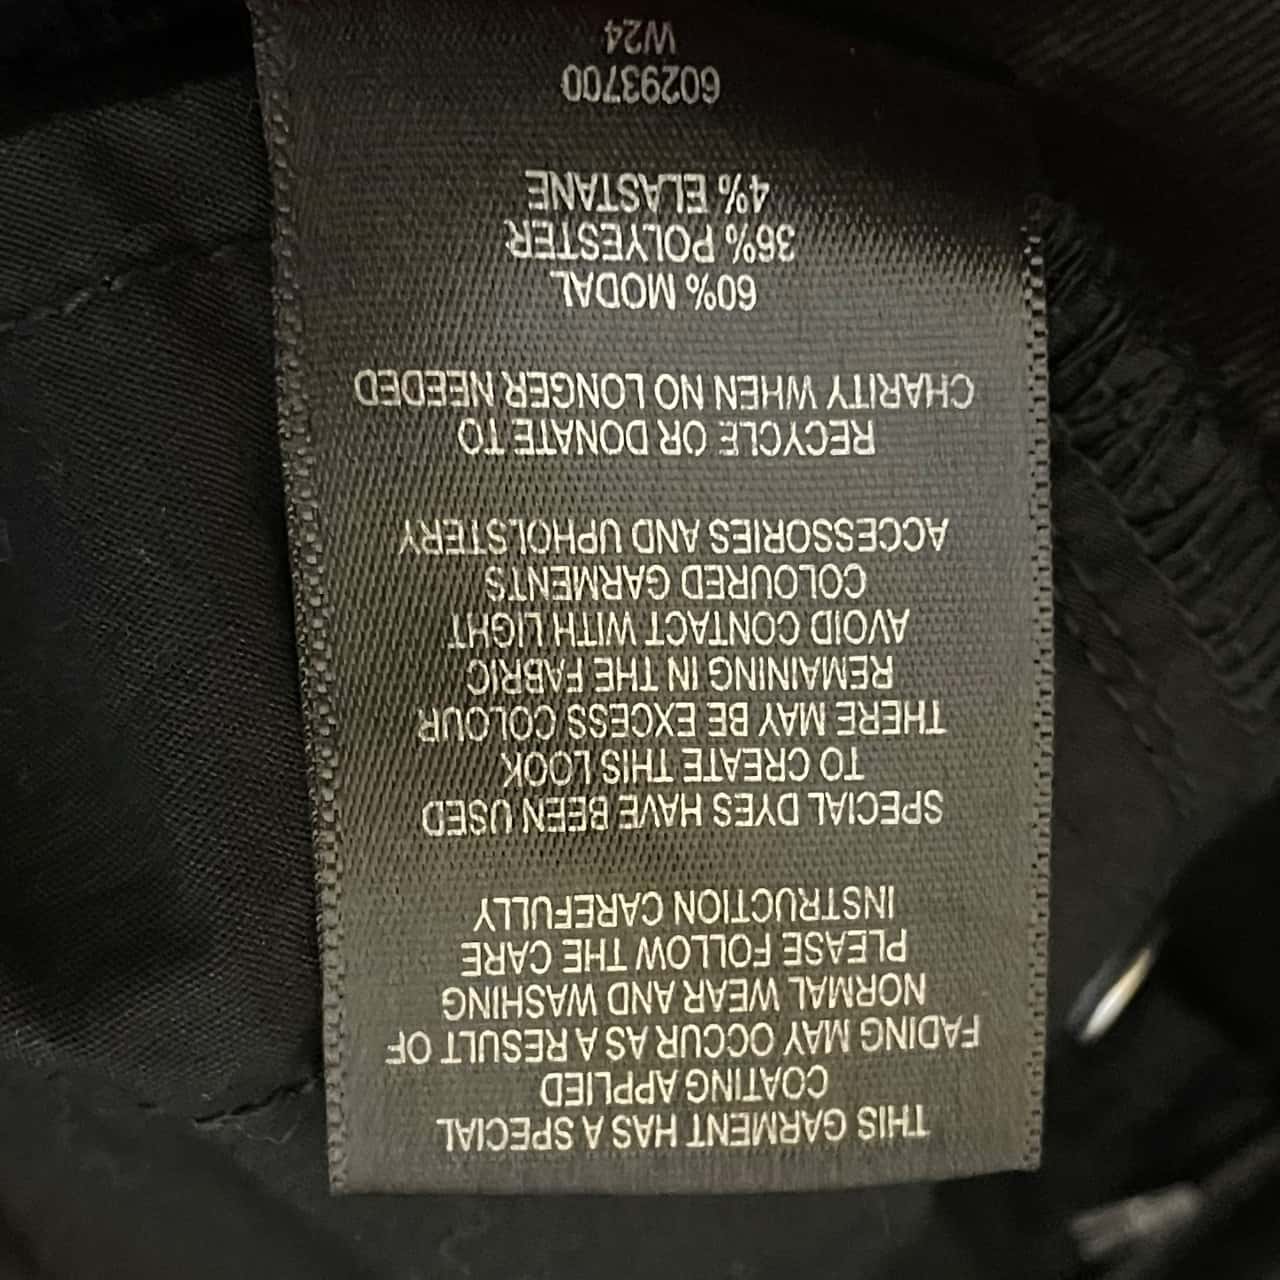 THIS GARMENT HAS A SPECIAL
COATING APPLIED
FADING MAY OCCUR AS A RESULT OF
NORMAL WEAR AND WASHING
PLEASE FOLLOW THE CARE
INSTRUCTION CAREFULLY
SPECIAL DYES HAVE BEEN USED
TO CREATE THIS LOOK
THERE MAY BE EXCESS COLOUR
REMAINING IN THE FABRIC
AVOID CONTACT WITH LIGHT
COLOURED GARMENTS
ACCESSORIES AND UPHOLSTERY
RECYCLE OR DONATE TO
CHARITY WHEN NO LONGER NEEDED
60% MODAL
36% POLYESTER
4% ELASTANE
60293700
W24